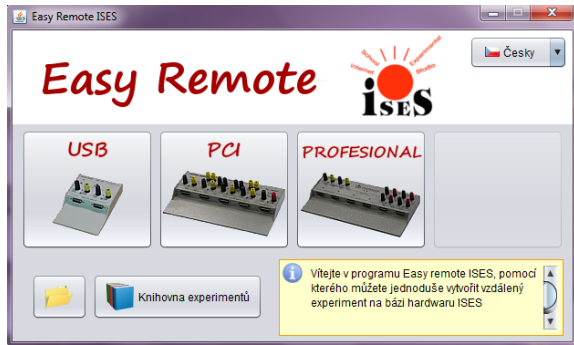 Easy Remote ISES
Easy Remote
School Experimental
Internet Studio
iSES
Česky
USB
PCI
PROFESIONAL
Knihovna experimentů
Vítejte v programu Easy remote ISES, pomocí
kterého můžete jednoduše vytvořit vzdálený
experiment na bázi hardwaru ISES